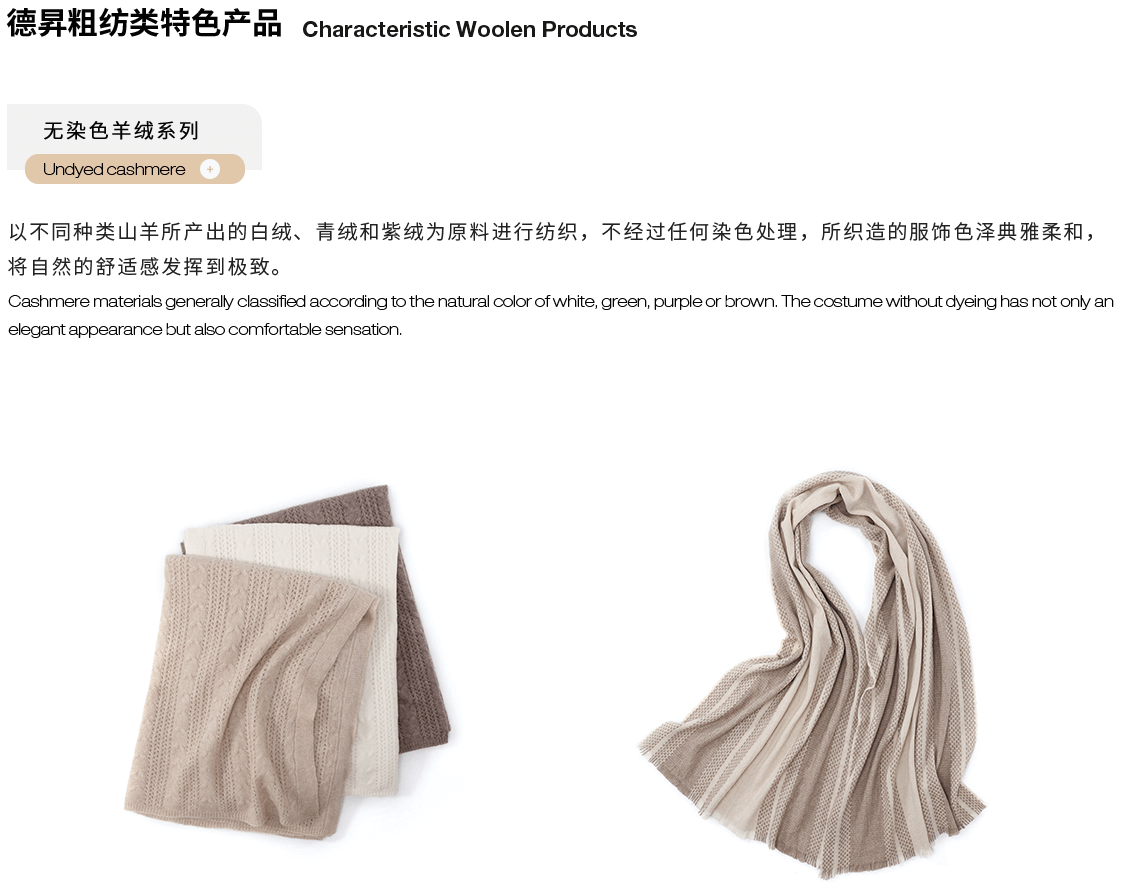 德昇粗纺类特色产品 Characteristic Woolen Products
无染色羊绒系列
Undyed cashmere +
以不同种类山羊所产出的白绒、青绒和紫绒为原料进行纺织，不经过任何染色处理，所织造的服饰色泽典雅柔和，
将自然的舒适感发挥到极致。
Cashmere materials generally classified according to the natural color of white, green, purple or brown. The costume without dyeing has not only an
elegant appearance but also comfortable sensation.